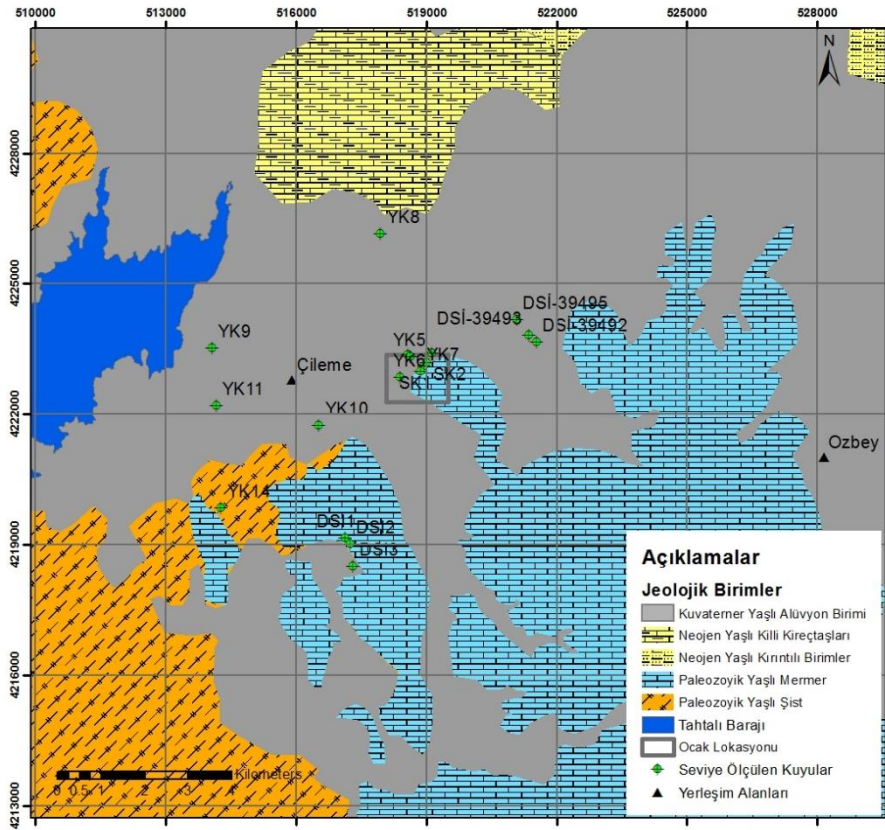 510000 513000 516000 519000 522000 525000 528000
N
4228000
YK8
4225000
DSİ-39495
DSİ-39493
DSİ-39492
YK9
YK5
YK7
Çileme
YK6
SK2
SK1
YK11
4222000
YK10
Ozbey
YK14
DSİ1
DSİ2
4219000
DSİ3
Açıklamalar
Jeolojik Birimler
Kuvaterner Yaşlı Alüvyon Birimi
Neojen Yaşlı Killi Kireçtaşları
Neojen Yaşlı Kırıntılı Birimler
Paleozoyik Yaşlı Mermer
Paleozoyik Yaşlı Şist
Tahtalı Barajı
Ocak Lokasyonu
Seviye Ölçülen Kuyular
Yerleşim Alanları
4216000
Kilometers
0 0.5 1 2 3 4
4213000